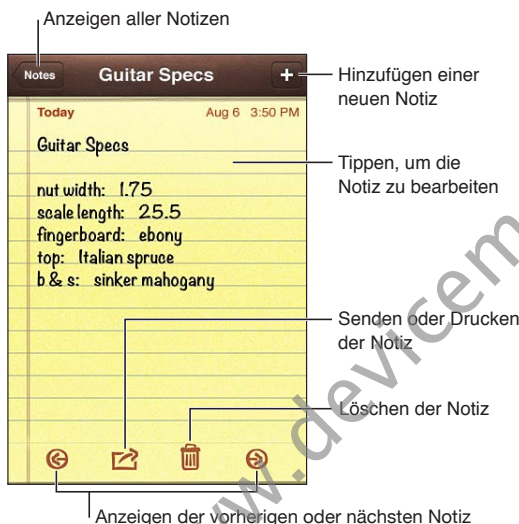 Anzeigen aller Notizen
Notes
Guitar Specs
+
Hinzufügen einer
neuen Notiz
Today
Aug 6 3:50 PM
Guitar Specs
Tippen, um die
Notiz zu bearbeiten
nut width: 1.75
scale length: 25.5
fingerboard: ebony
top: Italian spruce
b & s: sinker mahogany
Senden oder Drucken
der Notiz
Löschen der Notiz
Anzeigen der vorherigen oder nächsten Notiz
w.devicem